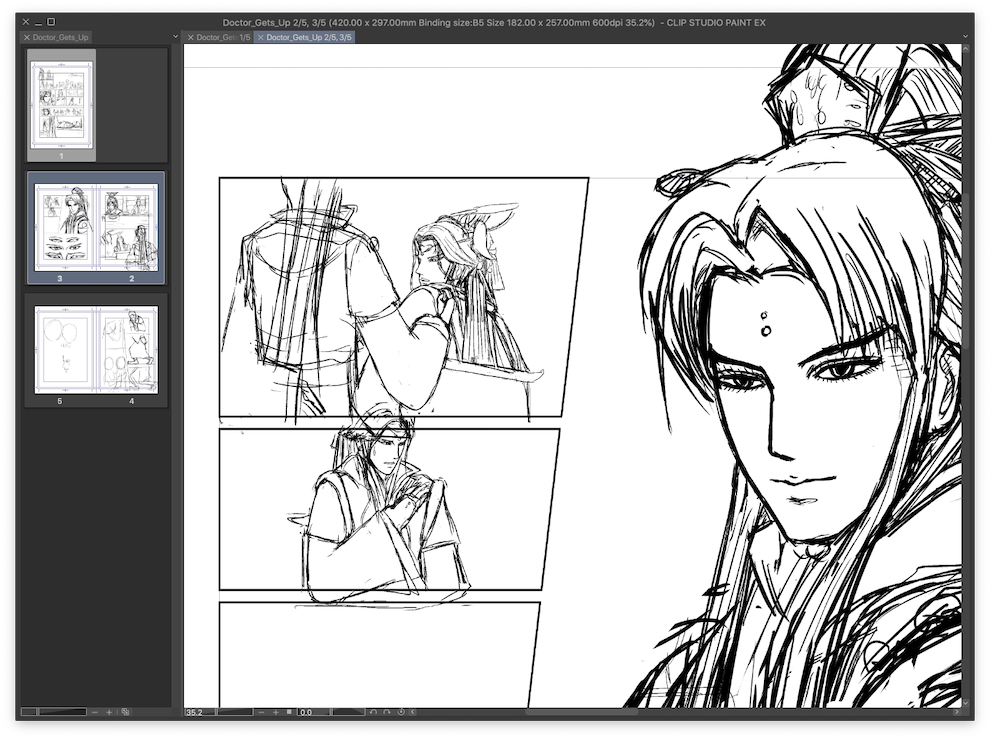 Doctor_Gets_Up 2/5, 3/5 (420.00 x 297.00mm Binding size:B5 Size 182.00 x 257.00mm 600dpi 35.2%) - CLIP STUDIO PAINT EX
Doctor_Gets_Up
Doctor_Get 1/5
Doctor_Gets_Up 2/5, 3/5
1
3 2
5 4
35.2
0.0